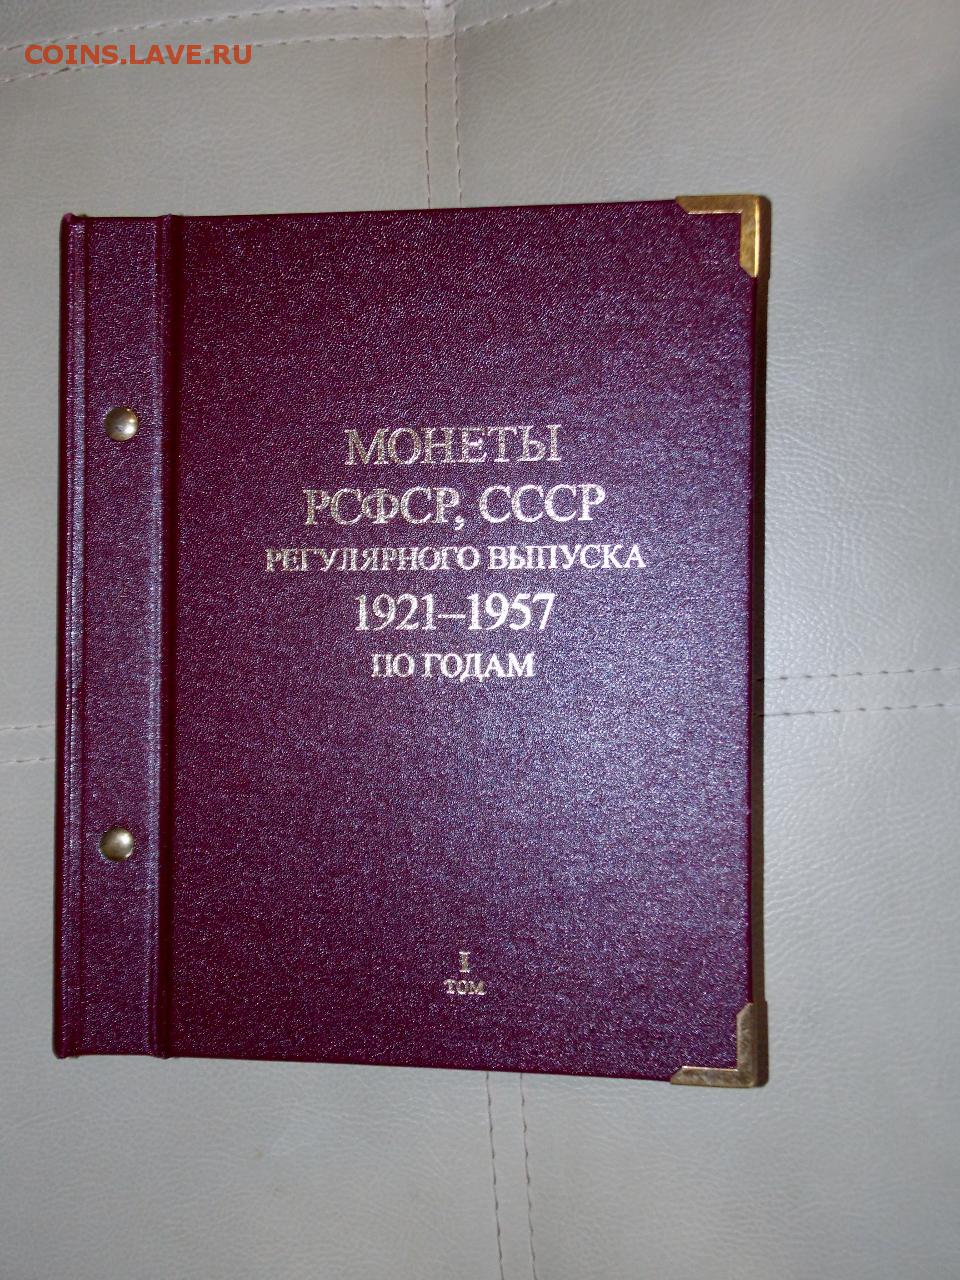 COINS.LAVE.RU
МОНЕТЫ
РСФСР, СССР
РЕГУЛЯРНОГО ВЫПУСКА
1921–1957
ПО ГОДАМ
I
ТОМ